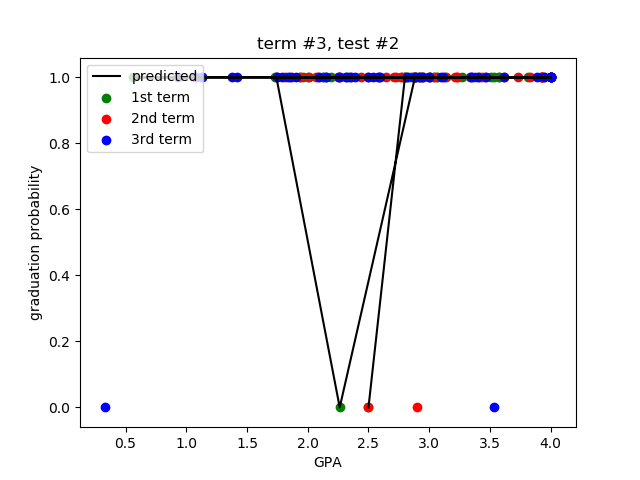 term #3, test #2
predicted
1st term
2nd term
3rd term
graduation probability
1.0
0.8
0.6
0.4
0.2
0.0
0.5 1.0 1.5 2.0 2.5 3.0 3.5 4.0
GPA